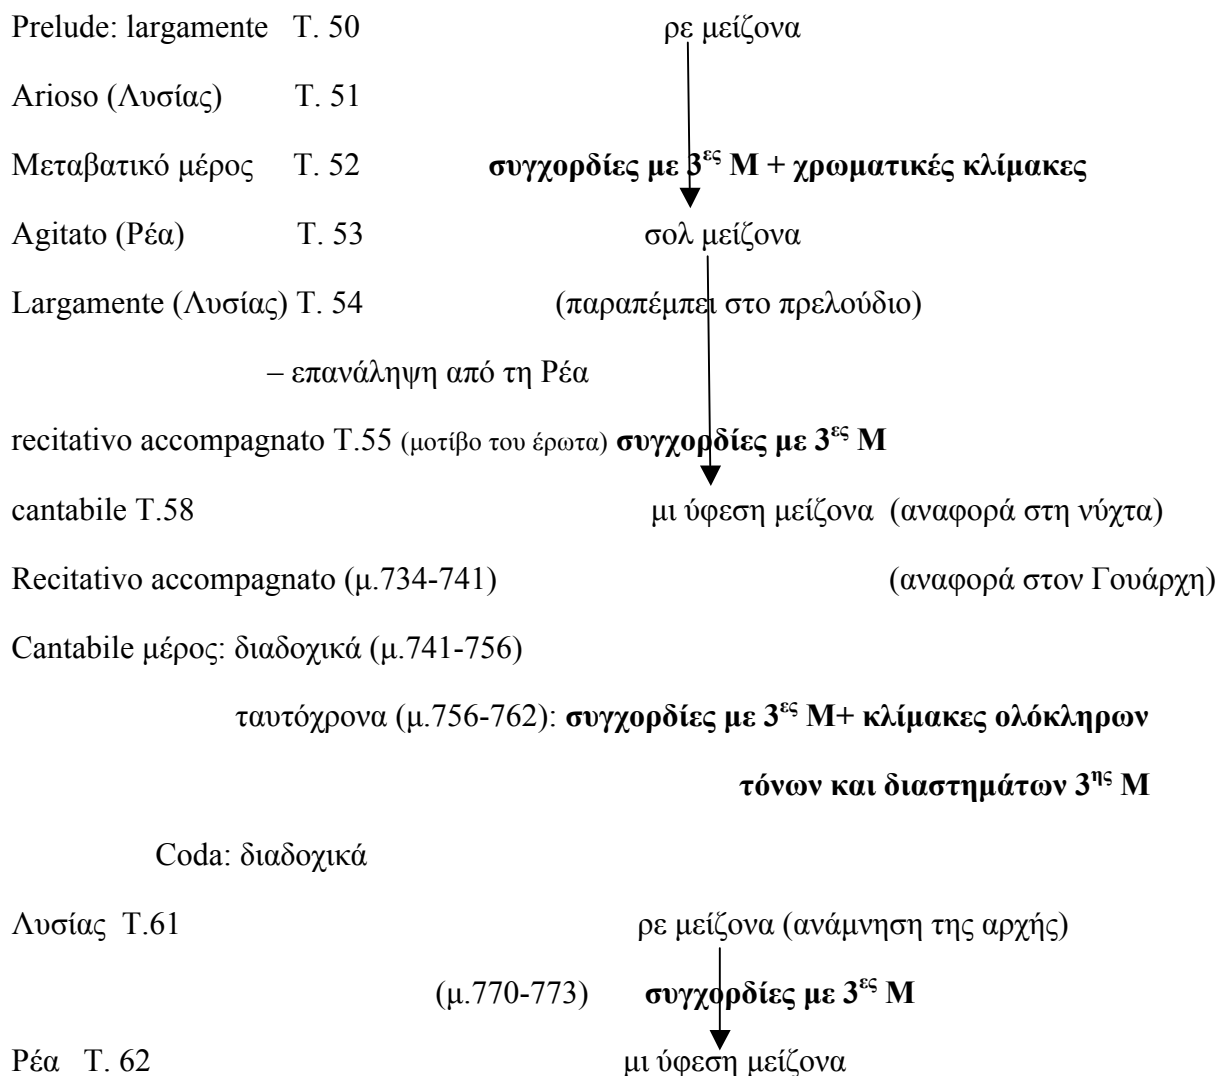 Prelude: largamente T. 50 ρε μείζονα
Arioso (Λυσίας) T. 51
Μεταβατικό μέρος T. 52 συγχορδίες με 3ες Μ + χρωματικές κλίμακες
Agitato (Ρέα) T. 53 σολ μείζονα
Largamente (Λυσίας) T. 54 (παραπέμπει στο πρελούδιο)
– επανάληψη από τη Ρέα
recitativo accompagnato T.55 (μοτίβο του έρωτα) συγχορδίες με 3ες Μ
cantabile T.58 μι ύφεση μείζονα (αναφορά στη νύχτα)
Recitativo accompagnato (μ.734-741) (αναφορά στον Γουάρχη)
Cantabile μέρος: διαδοχικά (μ.741-756)
ταυτόχρονα (μ.756-762): συγχορδίες με 3ες Μ+ κλίμακες ολόκληρων
τόνων και διαστημάτων 3ης Μ
Coda: διαδοχικά
Λυσίας T.61 ρε μείζονα (ανάμνηση της αρχής)
(μ.770-773) συγχορδίες με 3ες Μ
Ρέα T. 62 μι ύφεση μείζονα